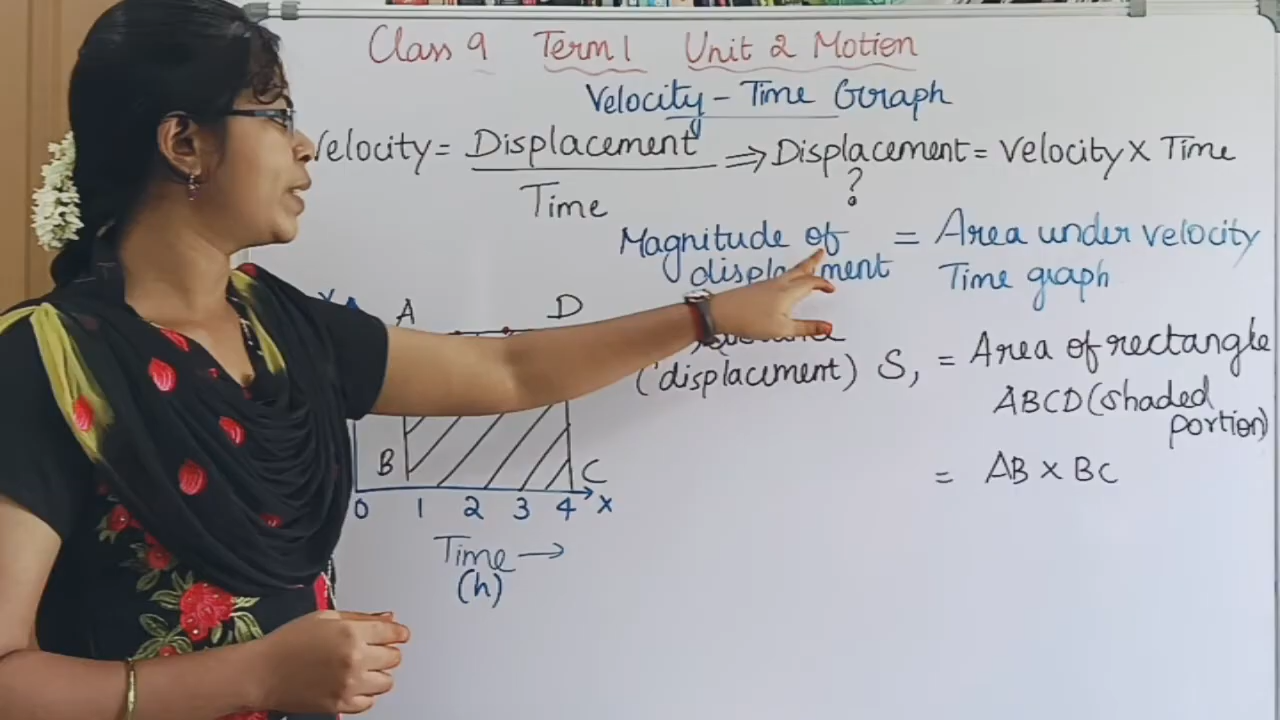 Class 9 Term 1 Unit 2 Motion
Velocity - Time Graph
Velocity = Displacement / Time ⇒ Displacement = Velocity × Time
?
Magnitude of displacement = Area under velocity
Time graph
(displacement) S, = Area of rectangle
ABCD (shaded
portion)
= AB × BC
Y
A D
B C
0 1 2 3 4 X
Time →
(h)